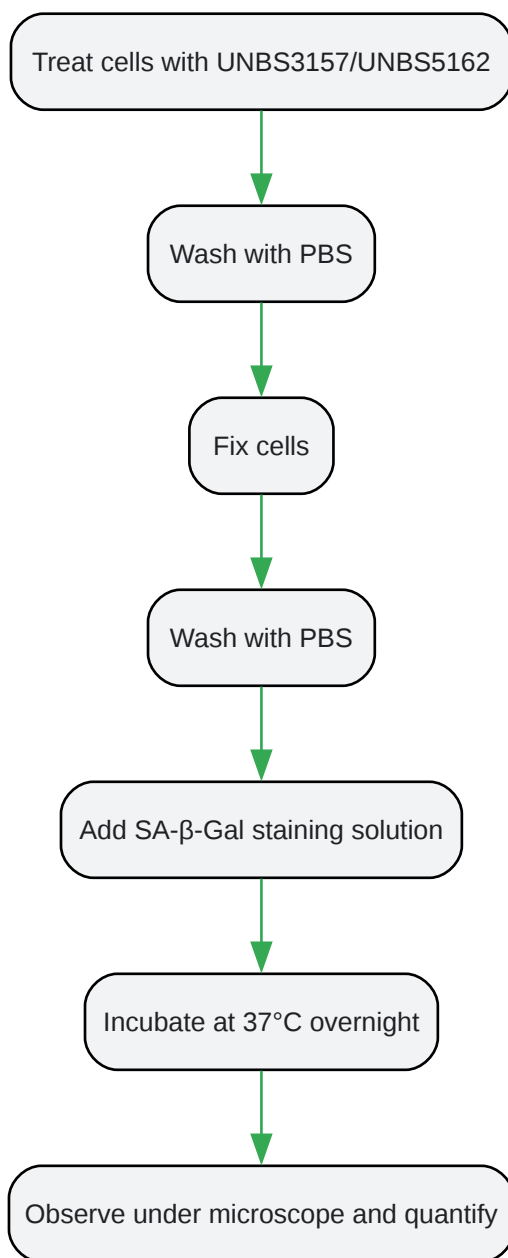 Treat cells with UNBS3157/UNBS5162
Wash with PBS
Fix cells
Wash with PBS
Add SA-β-Gal staining solution
Incubate at 37°C overnight
Observe under microscope and quantify